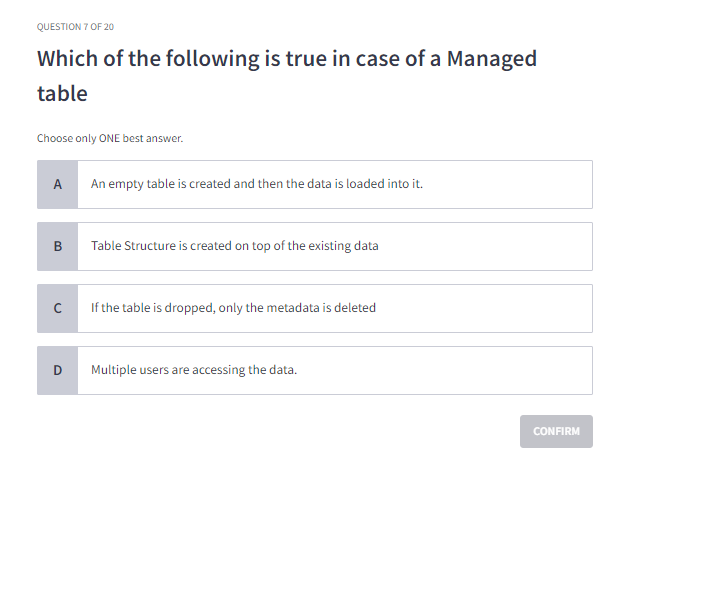 QUESTION 7 OF 20
Which of the following is true in case of a Managed
table
Choose only ONE best answer.
A An empty table is created and then the data is loaded into it.
B Table Structure is created on top of the existing data
C If the table is dropped, only the metadata is deleted
D Multiple users are accessing the data.
CONFIRM